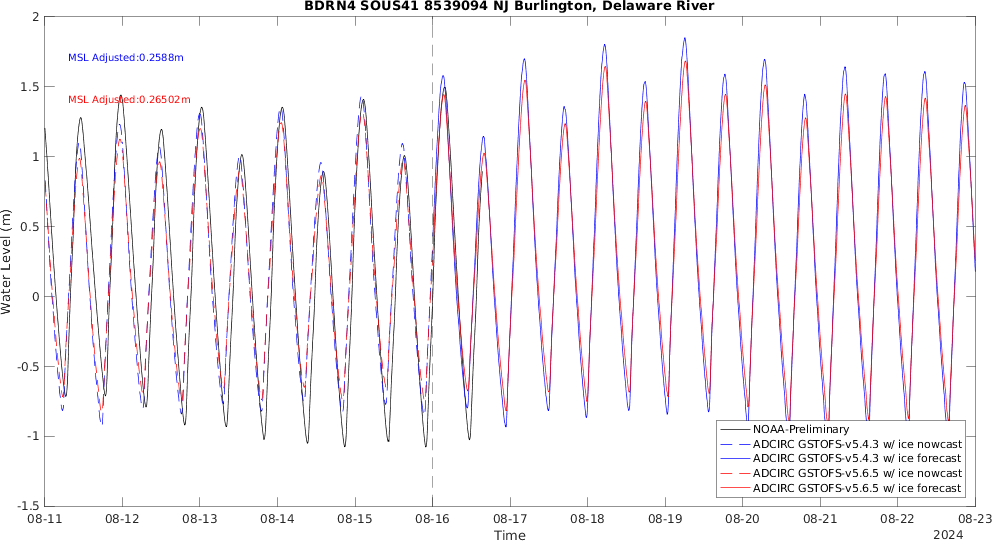 BDRN4 SOUS41 8539094 NJ Burlington, Delaware River
MSL Adjusted:0.2588m
MSL Adjusted:0.26502m
Water Level (m)
2
1.5
1
0.5
0
-0.5
-1
-1.5
NOAA-Preliminary
ADCIRC GSTOFS-v5.4.3 w/ ice nowcast
ADCIRC GSTOFS-v5.4.3 w/ ice forecast
ADCIRC GSTOFS-v5.6.5 w/ ice nowcast
ADCIRC GSTOFS-v5.6.5 w/ ice forecast
08-11 08-12 08-13 08-14 08-15 08-16 08-17 08-18 08-19 08-20 08-21 08-22 08-23
Time
2024